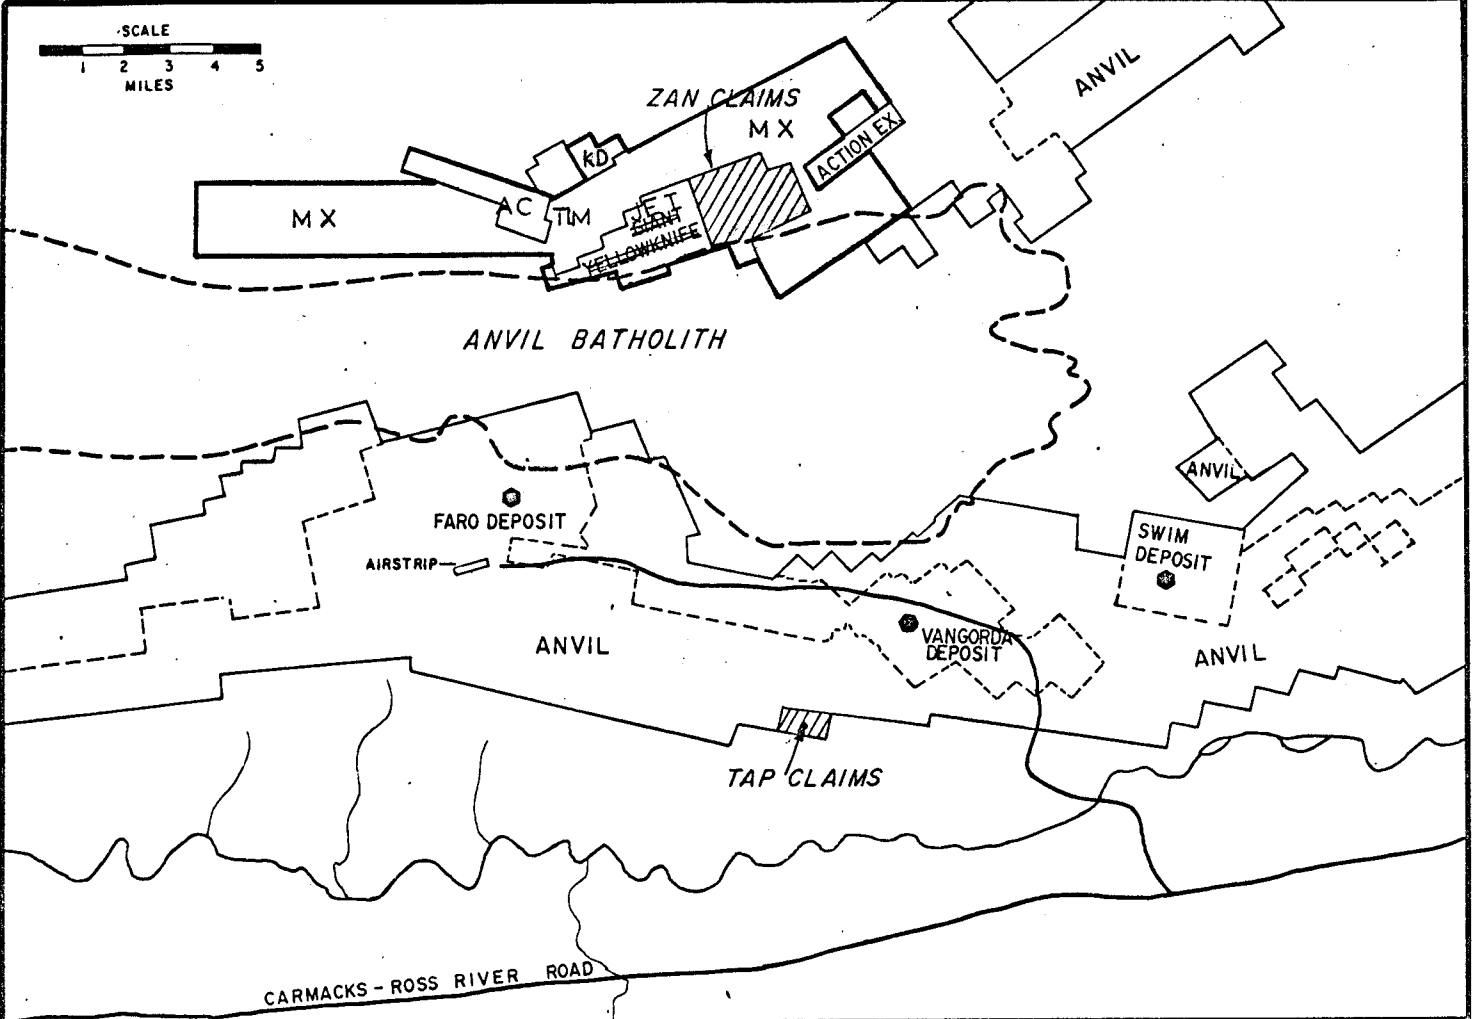 SCALE
1 2 3 4 5
MILES
ANVIL
ZAN CLAIMS
MX
ACTION EX.
KD
MX
AC
TIM
JET
GIANT
YELLOWKNIFE
ANVIL BATHOLITH
ANVIL
FARO DEPOSIT
SWIM
DEPOSIT
AIRSTRIP
ANVIL
VANGORDA
DEPOSIT
ANVIL
TAP CLAIMS
CARMACKS - ROSS RIVER ROAD